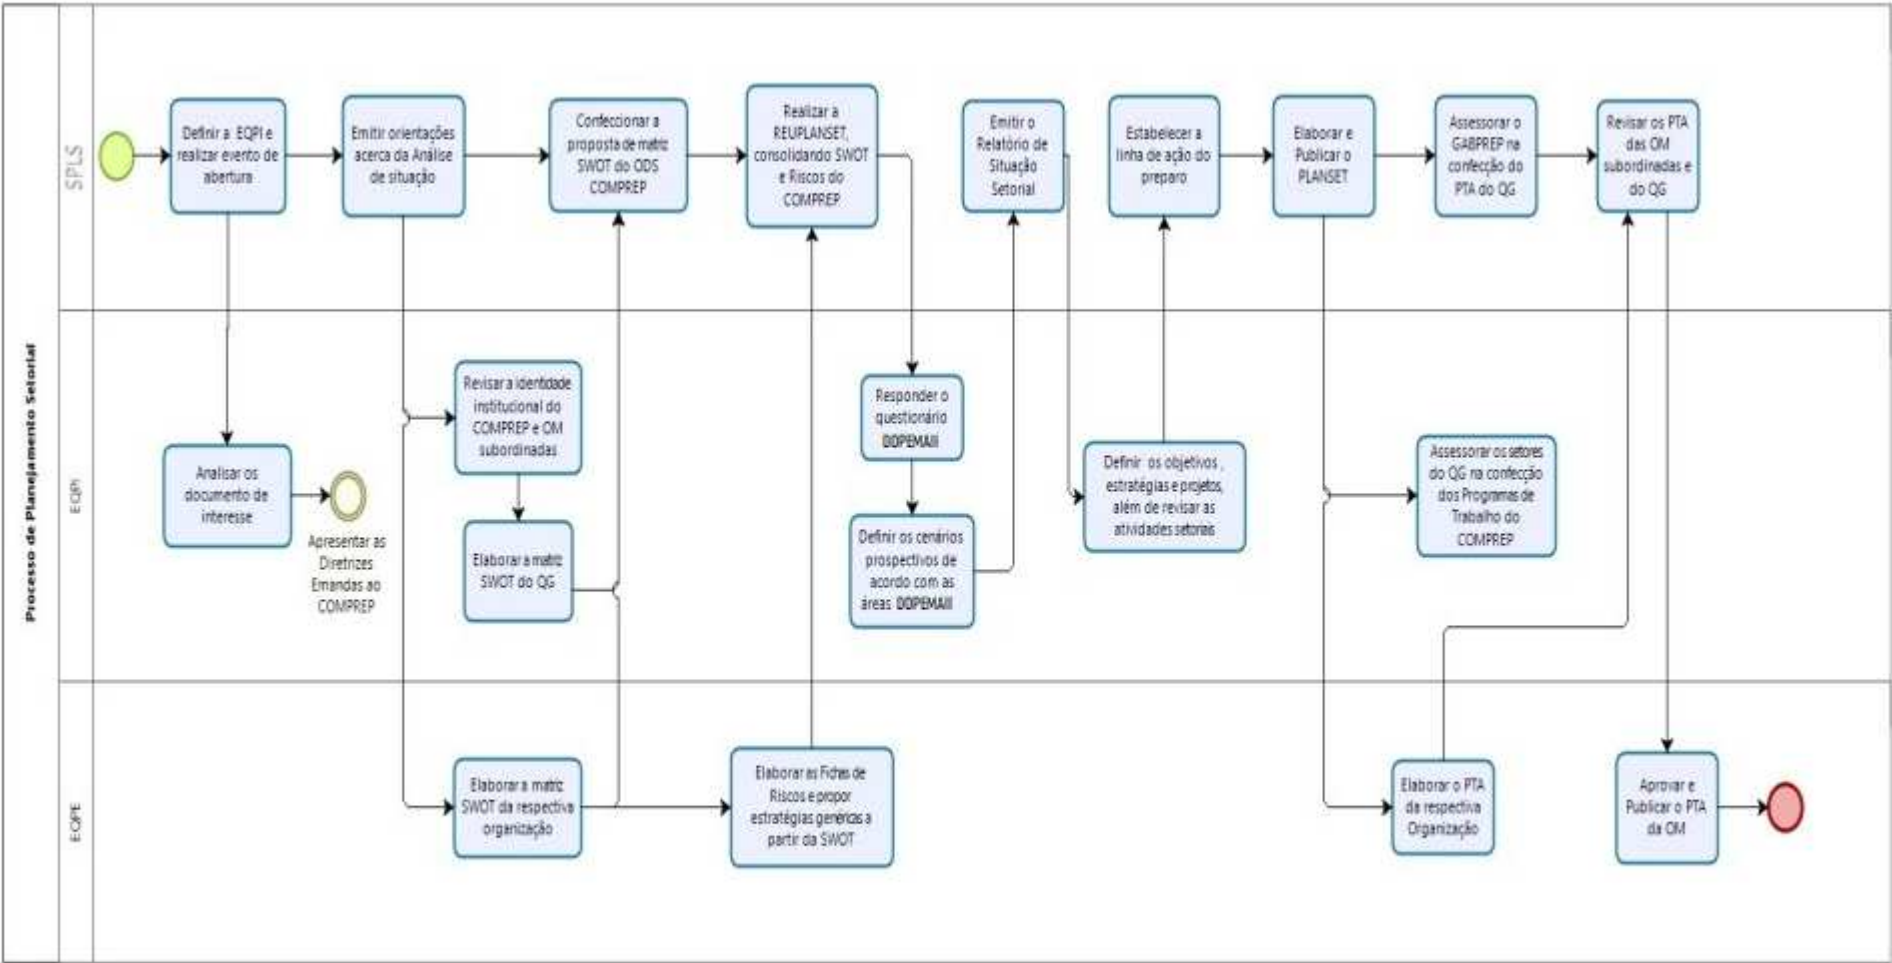 Processo de Planejamento Setorial
SPLS
Definir a EQPI e
realizar evento de
abertura
Emitir orientações
acerca da Análise
de situação
Confeccionar a
proposta de matriz
SWOT do ODS
COMPREP
Realizar a
REUPLANSET,
consolidando SWOT
e Riscos do
COMPREP
Emitir o
Relatório de
Situação
Setorial
Estabelecer a
linha de ação do
preparo
Elaborar e
Publicar o
PLANSET
Assessorar o
GABPREP na
confecção do
PTA do QG
Revisar os PTA
das OM
subordinadas e
do QG
EQPI
Analisar os
documento de
interesse
Apresentar as
Diretrizes
Emandas ao
COMPREP
Revisar a identidade
institucional do
COMPREP e OM
subordinadas
Elaborar a matriz
SWOT do QG
Responder o
questionário
DOPEMAII
Definir os cenários
prospectivos de
acordo com as
áreas DOPEMAII
Definir os objetivos ,
estratégias e projetos,
além de revisar as
atividades setoriais
Assessorar os setores
do QG na confecção
dos Programas de
Trabalho do
COMPREP
EQPE
Elaborar a matriz
SWOT da respectiva
organização
Elaborar as Fichas de
Riscos e propor
estratégias genéricas a
partir da SWOT
Elaborar o PTA
da respectiva
Organização
Aprovar e
Publicar o PTA
da OM